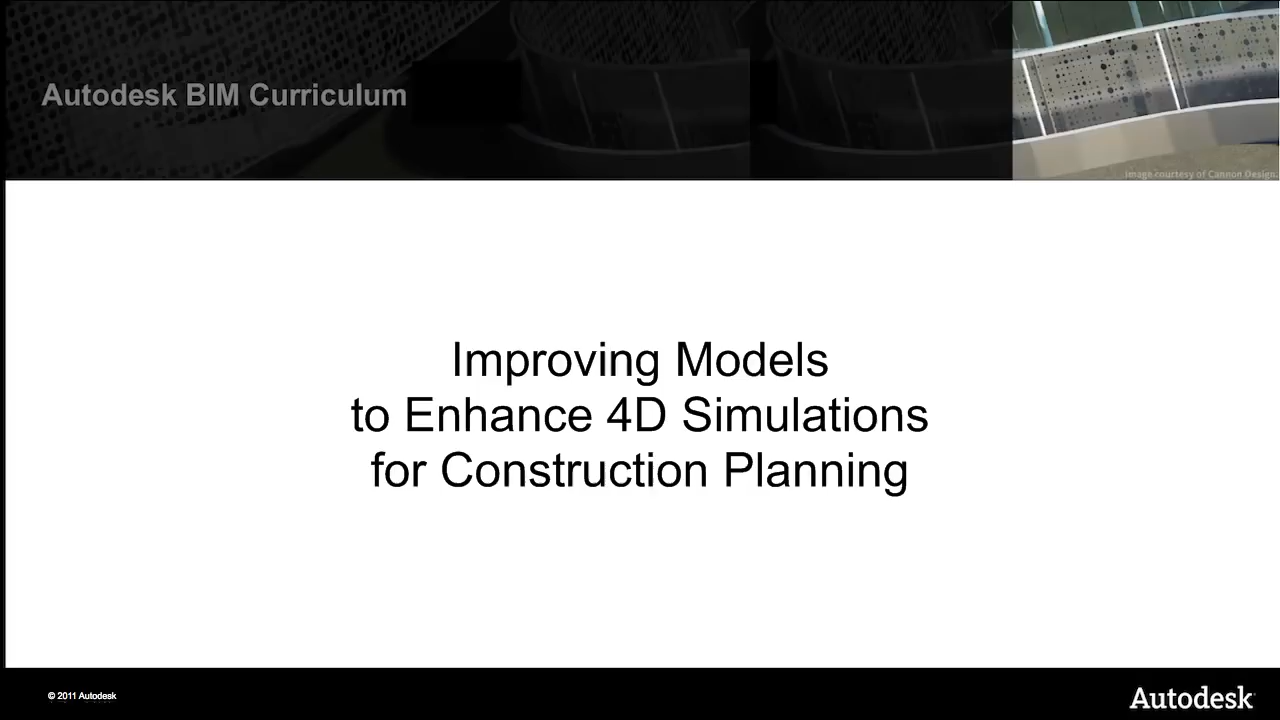 Autodesk BIM Curriculum
Image courtesy of Cannon Design.
Improving Models
to Enhance 4D Simulations
for Construction Planning
© 2011 Autodesk
Autodesk